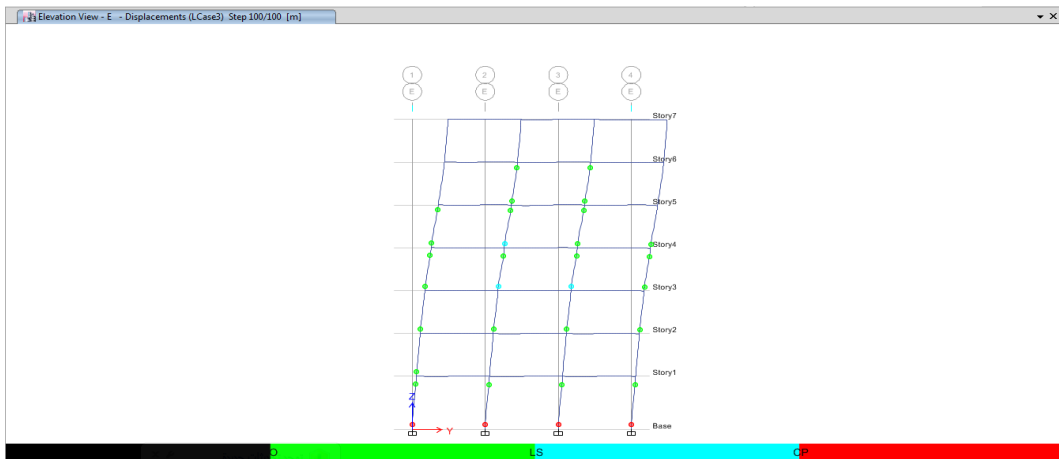 Elevation View - E - Displacements (LCase3) Step 100/100 [m]
1 2 3 4
E E E E
Story7
Story6
Story5
Story4
Story3
Story2
Story1
Z
Y
Base
O LS CP